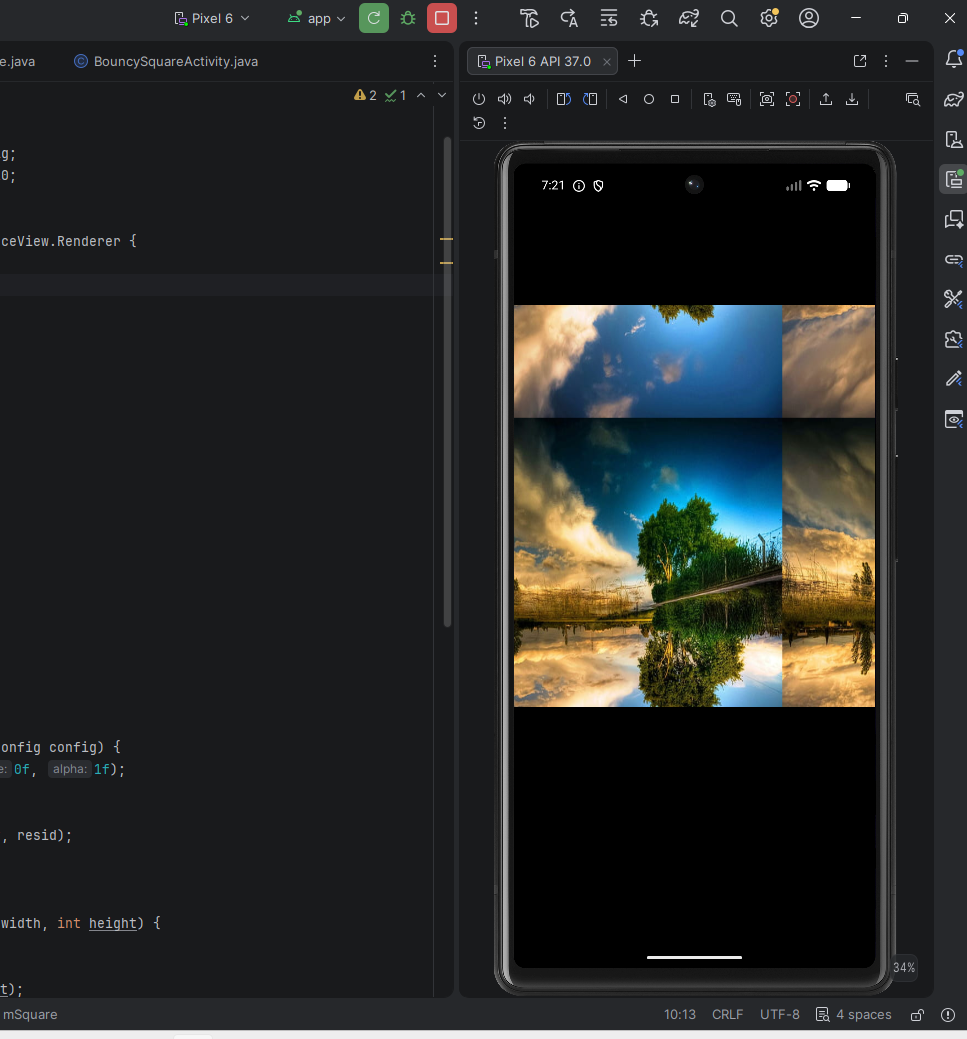 Pixel 6
app
e.java
BouncySquareActivity.java
Pixel 6 API 37.0
2
1
g;
0;
7:21
ceView.Renderer {
onfig config) {
e: 0f, alpha: 1f);
, resid);
width, int height) {
t);
34%
mSquare
10:13 CRLF UTF-8 4 spaces